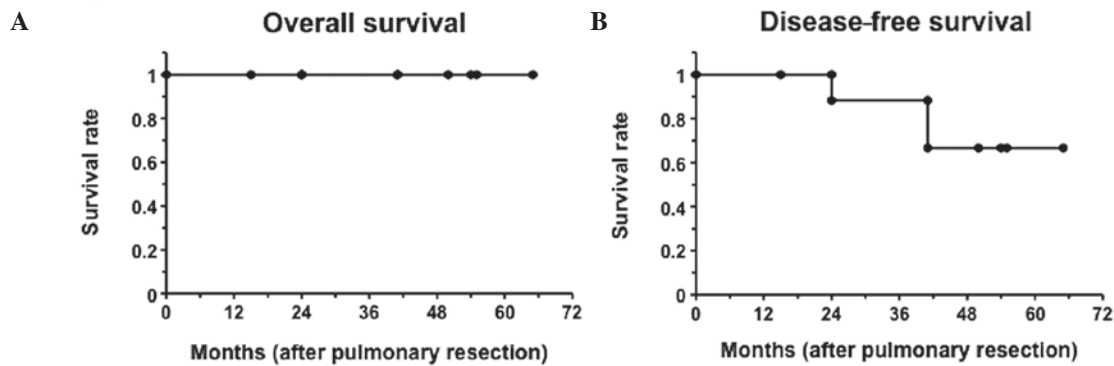 A
Overall survival
Survival rate
1
0.8
0.6
0.4
0.2
0
0 12 24 36 48 60 72
Months (after pulmonary resection)
B
Disease-free survival
Survival rate
1
0.8
0.6
0.4
0.2
0
0 12 24 36 48 60 72
Months (after pulmonary resection)